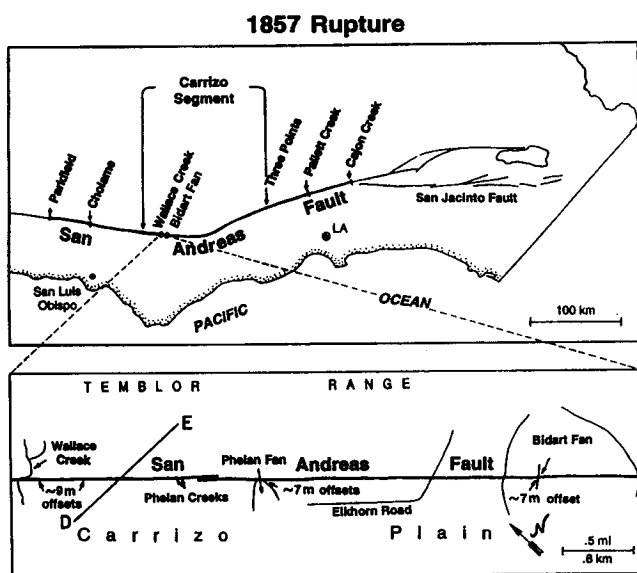 1857 Rupture
Carrizo
Segment
Parkfield
Cholame
Wallace Creek
Bidart Fan
Three Points
Pallett Creek
Cajon Creek
San Jacinto Fault
San
Andreas
Fault
LA
San Luis
Obispo
PACIFIC
OCEAN
100 km
TEMBLOR
RANGE
E
Wallace
Creek
San
Phelan Fan
Andreas
Fault
Bidart Fan
~9m
offsets
Phelan Creeks
~7m offsets
~7m offset
Elkhorn Road
D
Carrizo
Plain
N
.5 mi
.8 km